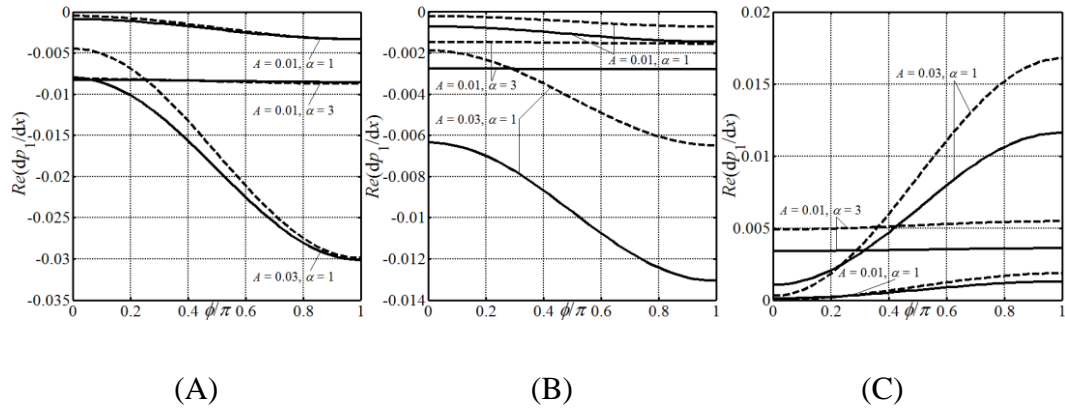 Re(dp1/dx)
0
-0.005
-0.01
-0.015
-0.02
-0.025
-0.03
-0.035
A = 0.01, α = 1
A = 0.01, α = 3
A = 0.03, α = 1
0 0.2 0.4 0.6 0.8 1
ϕ/π
(A)
Re(dp1/dx)
0
-0.002
-0.004
-0.006
-0.008
-0.01
-0.012
-0.014
A = 0.01, α = 1
A = 0.01, α = 3
A = 0.03, α = 1
0 0.2 0.4 0.6 0.8 1
ϕ/π
(B)
Re(dp1/dx)
0.02
0.015
0.01
0.005
0
A = 0.03, α = 1
A = 0.01, α = 3
A = 0.01, α = 1
0 0.2 0.4 0.6 0.8 1
ϕ/π
(C)